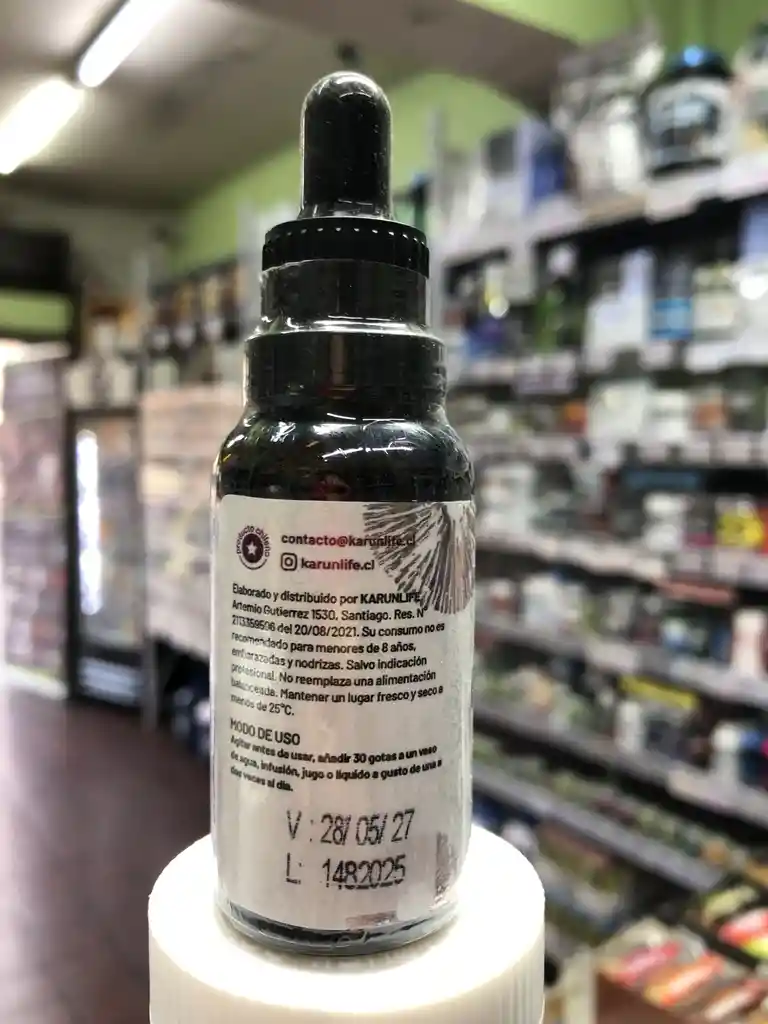 producto chileno
contacto@karunlife.cl
karunlife.cl
Elaborado y distribuido por KARUNLIFE,
Artemio Gutierrez 1530, Santiago. Res. N°
2113359506 del 20/08/2021. Su consumo no es
recomendado para menores de 8 años,
embarazadas y nodrizas. Salvo indicación
profesional. No reemplaza una alimentación
balanceada. Mantener un lugar fresco y seco a
menos de 25°C.
MODO DE USO
Agitar antes de usar, añadir 30 gotas a un vaso
de agua, infusión, jugo o líquido a gusto de una a
dos veces al día.
V : 28/ 05/ 27
L: 1482025